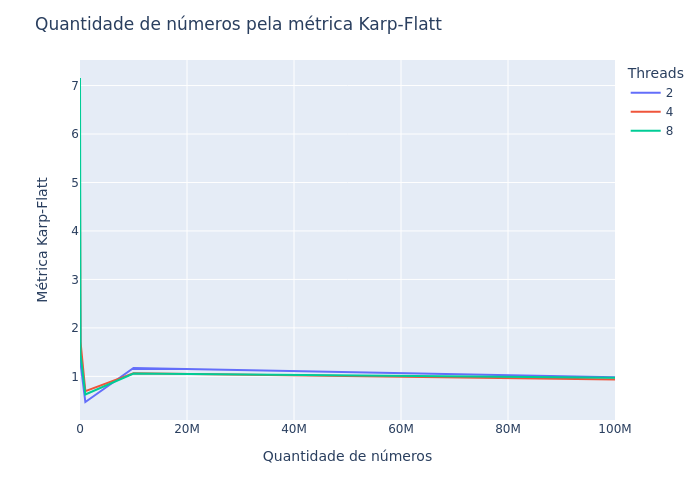 Quantidade de números pela métrica Karp-Flatt
Threads
2
4
8
7
6
5
4
3
2
1
Métrica Karp-Flatt
0
20M
40M
60M
80M
100M
Quantidade de números